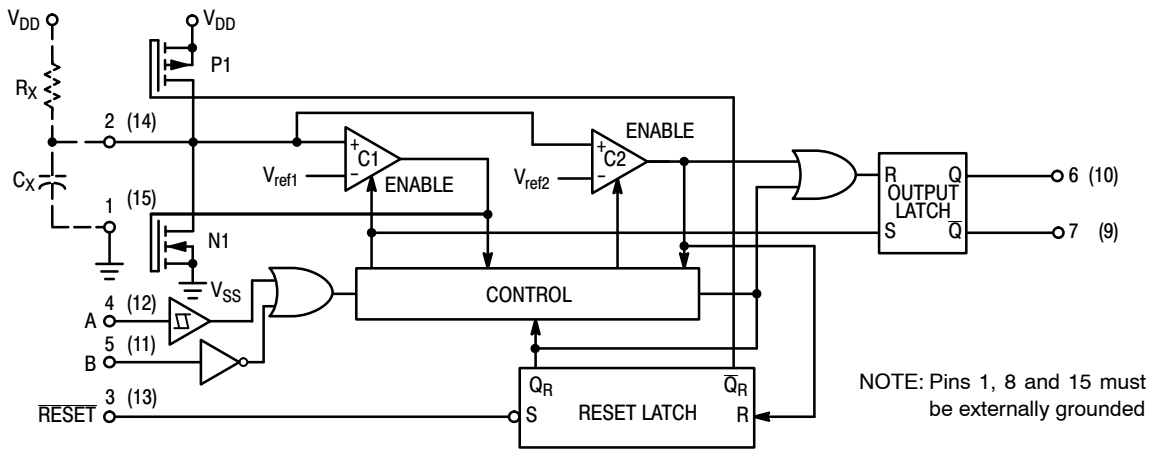 VDD
VDD
P1
RX
2 (14)
ENABLE
+
C1
−
Vref1
ENABLE
+
C2
−
Vref2
CX
1 (15)
N1
VSS
R Q
OUTPUT
LATCH
S Q̅
6 (10)
7 (9)
CONTROL
4 (12)
A
5 (11)
B
3 (13)
R̅E̅S̅E̅T̅
QR Q̅R
S RESET LATCH R
NOTE: Pins 1, 8 and 15 must
be externally grounded